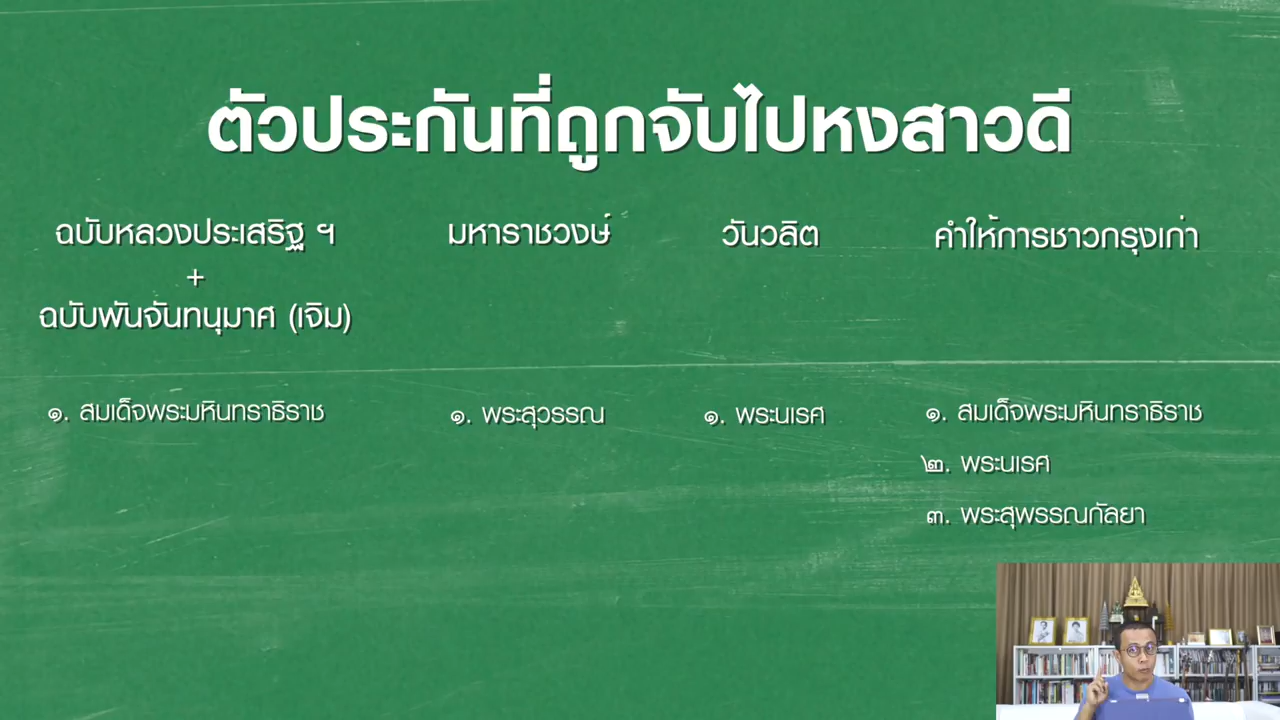 ตัวประกันที่ถูกจับไปหงสาวดี
ฉบับหลวงประเสริฐ ฯ
+
ฉบับพันจันทนุมาศ (เจิม)
๑. สมเด็จพระมหินทราธิราช
มหาราชวงษ์
๑. พระสุวรรณ
วันวลิต
๑. พระนเรศ
คำให้การชาวกรุงเก่า
๑. สมเด็จพระมหินทราธิราช
๒. พระนเรศ
๓. พระสุพรรณกัลยา